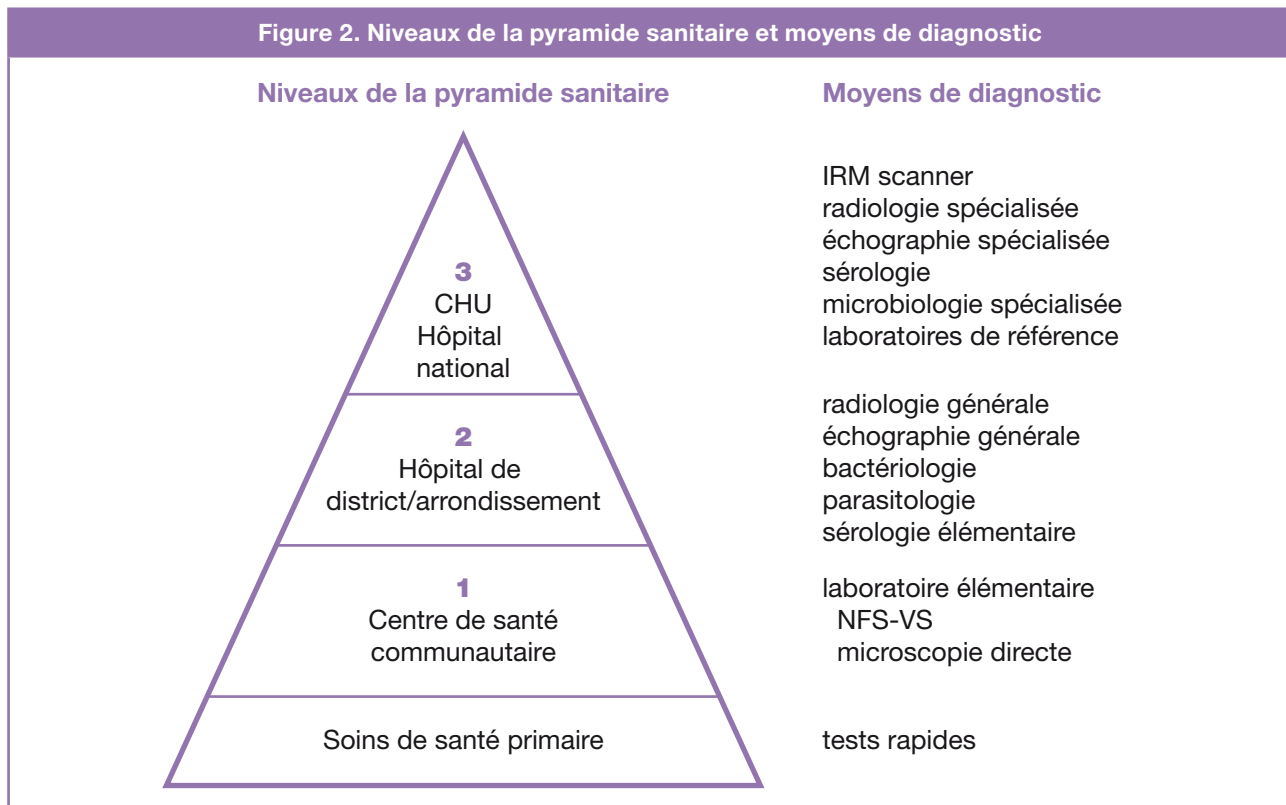 Figure 2. Niveaux de la pyramide sanitaire et moyens de diagnostic
Niveaux de la pyramide sanitaire
Moyens de diagnostic
3
CHU
Hôpital
national
IRM scanner
radiologie spécialisée
échographie spécialisée
sérologie
microbiologie spécialisée
laboratoires de référence
2
Hôpital de
district/arrondissement
radiologie générale
échographie générale
bactériologie
parasitologie
sérologie élémentaire
1
Centre de santé
communautaire
laboratoire élémentaire
NFS-VS
microscopie directe
Soins de santé primaire
tests rapides